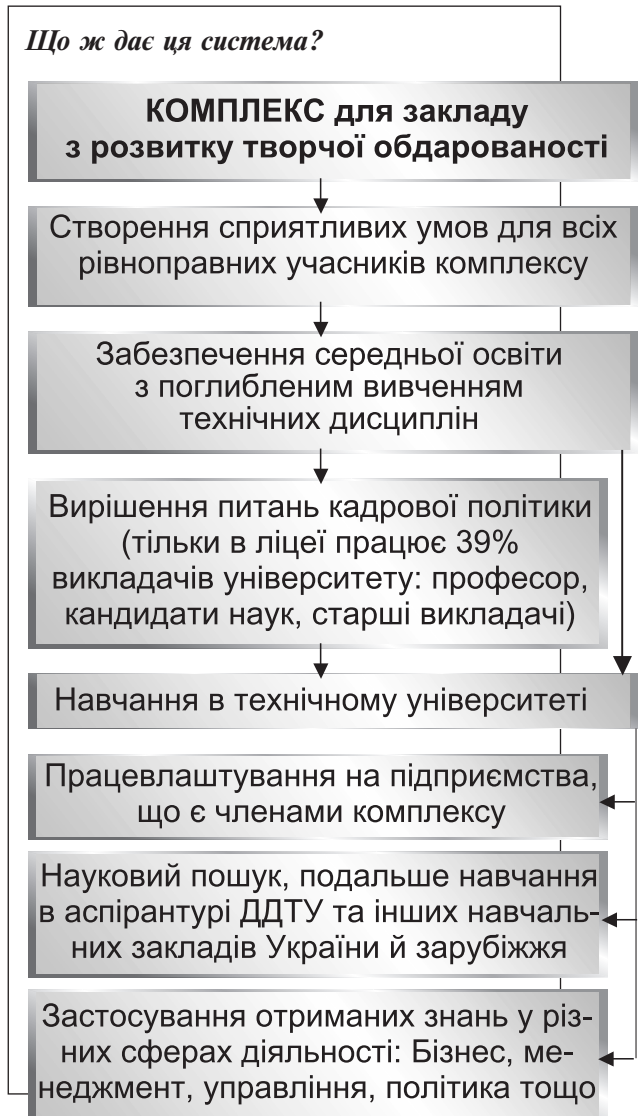 Що ж дає ця система?
КОМПЛЕКС для закладу
з розвитку творчої обдарованості
Створення сприятливих умов для всіх
рівноправних учасників комплексу
Забезпечення середньої освіти
з поглибленим вивченням
технічних дисциплін
Вирішення питань кадрової політики
(тільки в ліцеї працює 39%
викладачів університету: професор,
кандидати наук, старші викладачі)
Навчання в технічному університеті
Працевлаштування на підприємства,
що є членами комплексу
Науковий пошук, подальше навчання
в аспірантурі ДДТУ та інших навчаль-
них закладів України й зарубіжжя
Застосування отриманих знань у різ-
них сферах діяльності: Бізнес, ме-
неджмент, управління, політика тощо